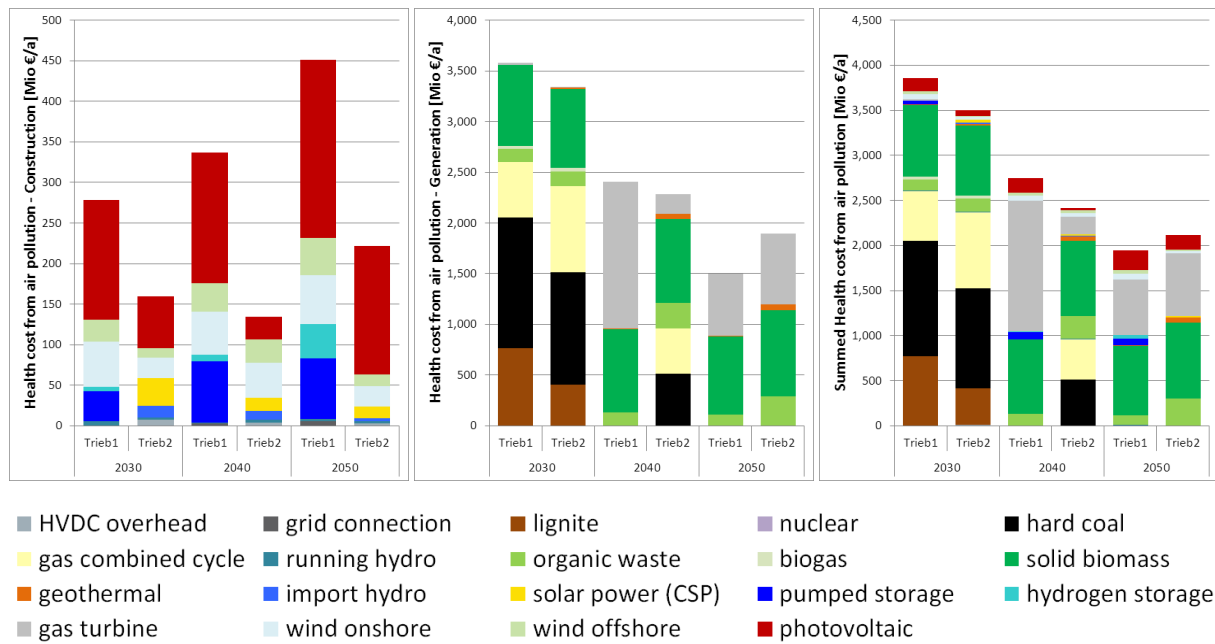 Health cost from air pollution - Construction [Mio €/a]
500
450
400
350
300
250
200
150
100
50
0
Trieb1 Trieb2 Trieb1 Trieb2 Trieb1 Trieb2
2030 2040 2050
Health cost from air pollution - Generation [Mio €/a]
4,000
3,500
3,000
2,500
2,000
1,500
1,000
500
0
Trieb1 Trieb2 Trieb1 Trieb2 Trieb1 Trieb2
2030 2040 2050
Summed Health cost from air pollution [Mio €/a]
4,500
4,000
3,500
3,000
2,500
2,000
1,500
1,000
500
0
Trieb1 Trieb2 Trieb1 Trieb2 Trieb1 Trieb2
2030 2040 2050
HVDC overhead grid connection lignite nuclear hard coal
gas combined cycle running hydro organic waste biogas solid biomass
geothermal import hydro solar power (CSP) pumped storage hydrogen storage
gas turbine wind onshore wind offshore photovoltaic